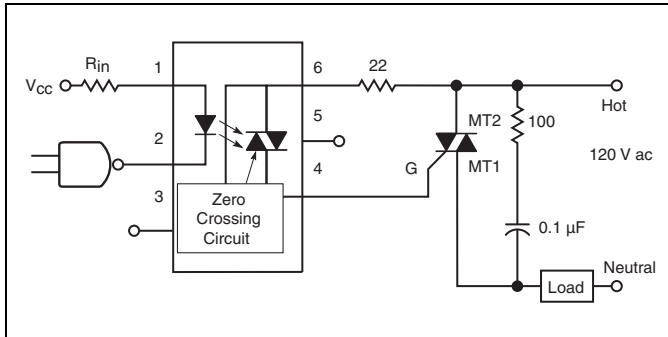 Rin
1
VCC
2
3
6
22
5
4
Hot
MT2
100
G
MT1
120 V ac
Zero
Crossing
Circuit
0.1 μF
Neutral
Load